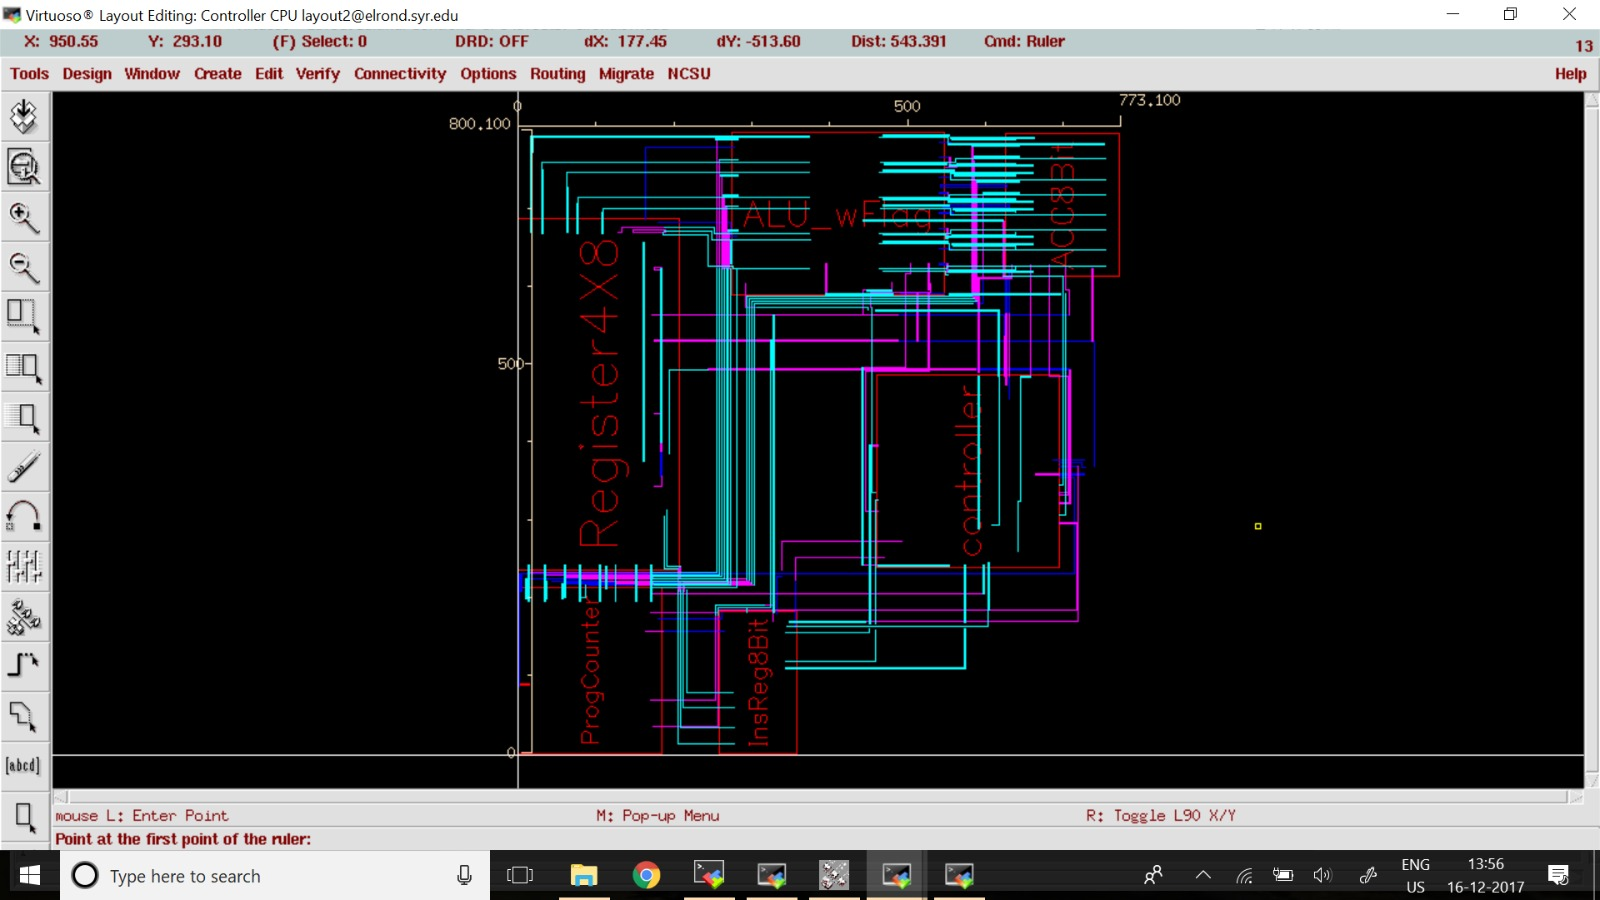 Virtuoso® Layout Editing: Controller CPU layout2@elrond.syr.edu
X: 950.55 Y: 293.10 (F) Select: 0 DRD: OFF dX: 177.45 dY: -513.60 Dist: 543.391 Cmd: Ruler 13
Tools Design Window Create Edit Verify Connectivity Options Routing Migrate NCSU Help
0 500 773.100
800.100
ALU_wFlag
ACC8Bit
Register4X8
500
controller
ProgCounter
InsReg8Bit
0
[abcd]
mouse L: Enter Point M: Pop-up Menu R: Toggle L90 X/Y
Point at the first point of the ruler:
Type here to search
ENG 13:56
US 16-12-2017